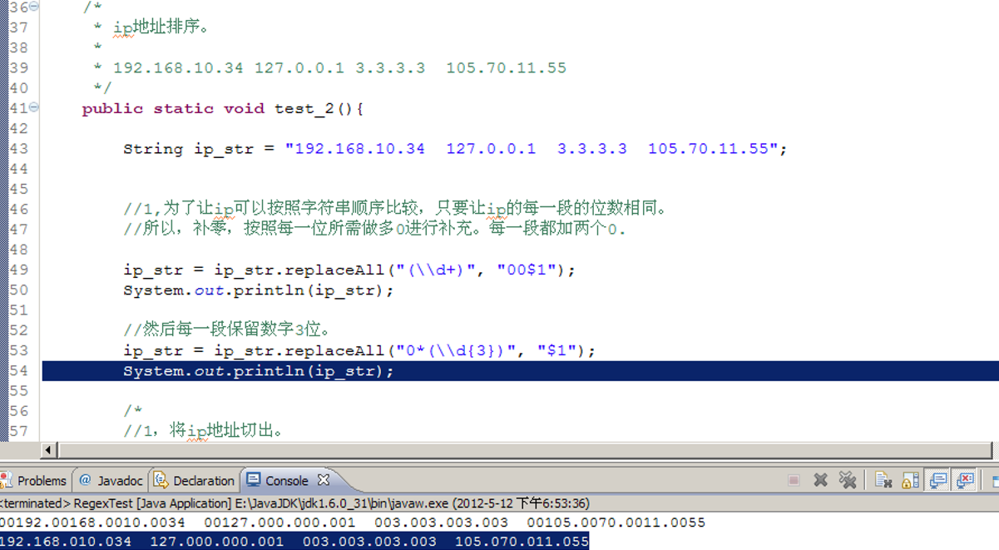 36 /*
37 * ip地址排序。
38 *
39 * 192.168.10.34 127.0.0.1 3.3.3.3  105.70.11.55
40 */
41 public static void test_2(){
42
43 String ip_str = "192.168.10.34  127.0.0.1  3.3.3.3  105.70.11.55";
44
45
46 //1,为了让ip可以按照字符串顺序比较，只要让ip的每一段的位数相同。
47 //所以，补零，按照每一位所需做多0进行补充。每一段都加两个0.
48
49 ip_str = ip_str.replaceAll("(\\d+)", "00$1");
50 System.out.println(ip_str);
51
52 //然后每一段保留数字3位。
53 ip_str = ip_str.replaceAll("0*(\\d{3})", "$1");
54 System.out.println(ip_str);
55
56 /*
57 //1，将ip地址切出。
Problems @ Javadoc Declaration Console
<terminated> RegexTest [Java Application] E:\JavaJDK\jdk1.6.0_31\bin\javaw.exe (2012-5-12 下午6:53:36)
00192.00168.0010.0034  00127.000.000.001  003.003.003.003  00105.0070.0011.0055
192.168.010.034  127.000.000.001  003.003.003.003  105.070.011.055